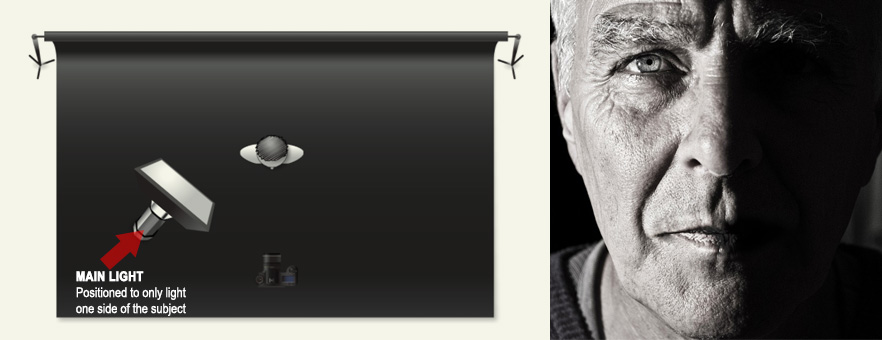 MAIN LIGHT
Positioned to only light
one side of the subject